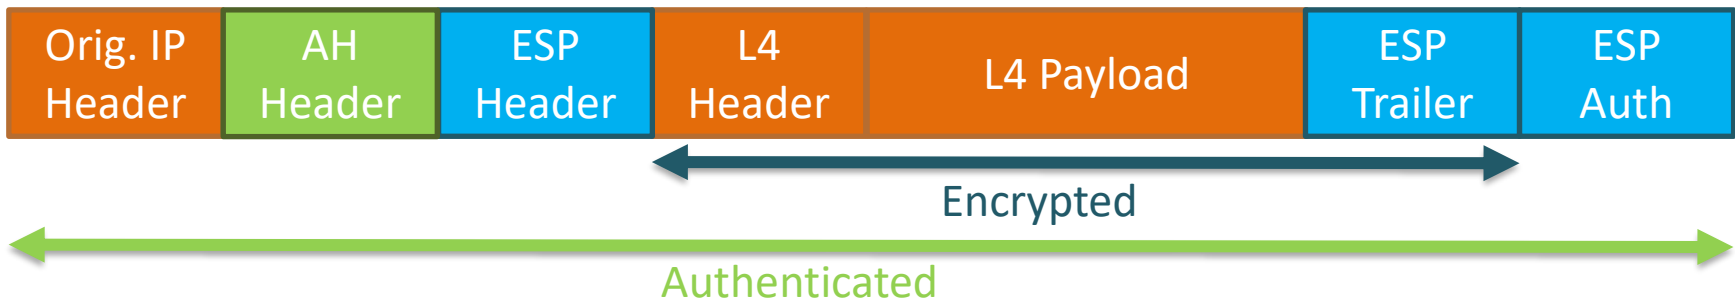 Orig. IP
Header
AH
Header
ESP
Header
L4
Header
L4 Payload
ESP
Trailer
ESP
Auth
Encrypted
Authenticated